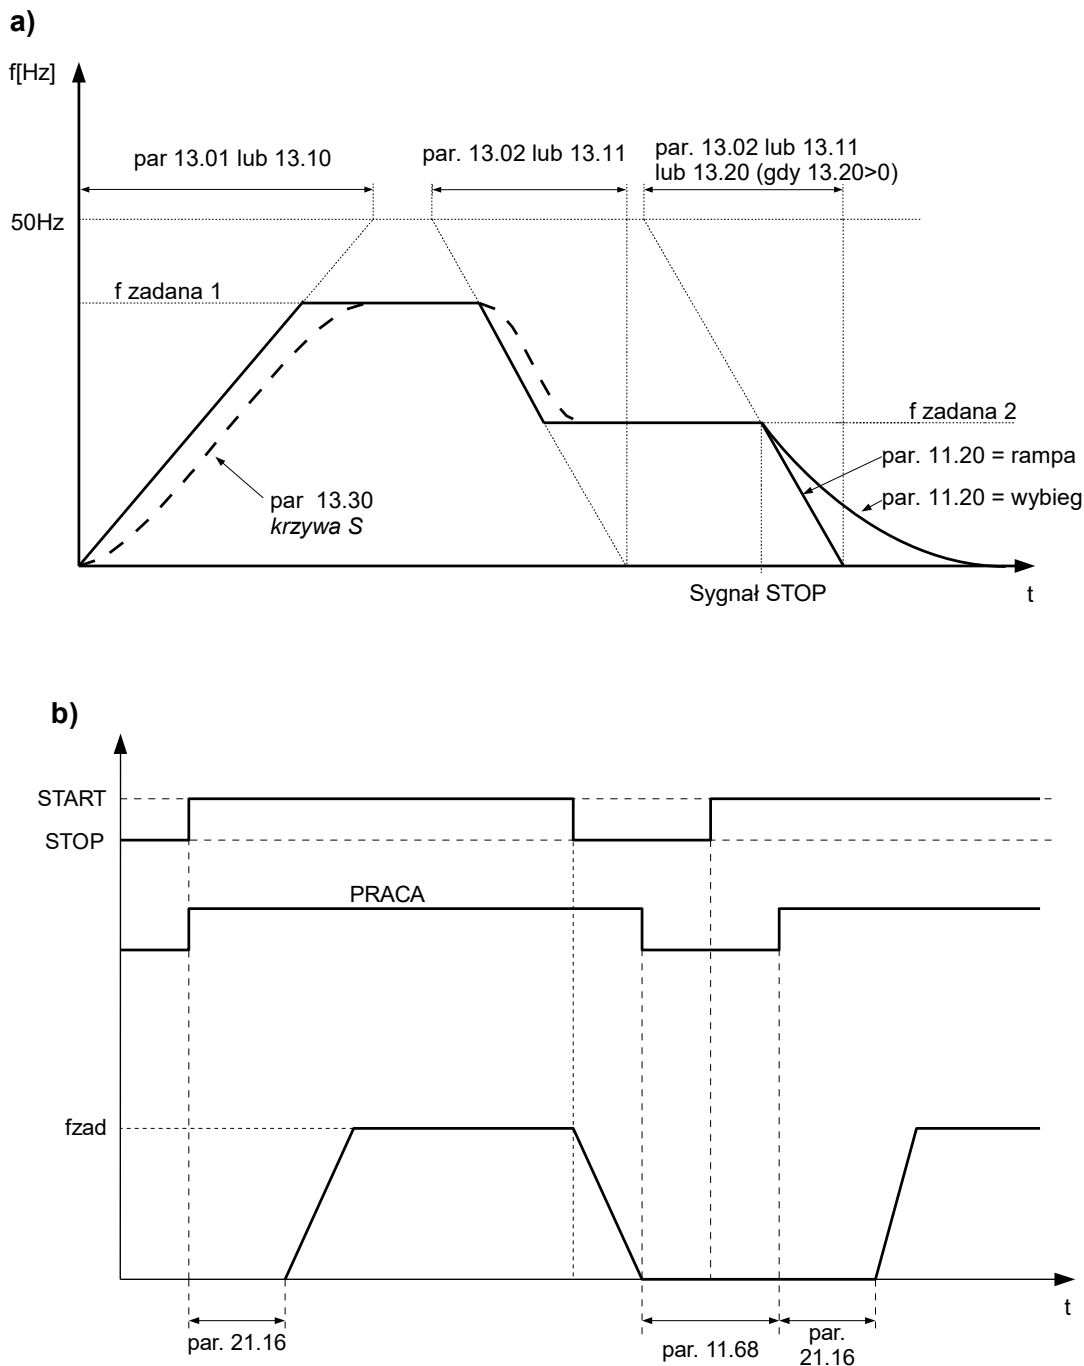 a)
f[Hz]
par 13.01 lub 13.10
par. 13.02 lub 13.11
par. 13.02 lub 13.11
lub 13.20 (gdy 13.20>0)
50Hz
f zadana 1
f zadana 2
par. 11.20 = rampa
par. 11.20 = wybieg
par 13.30
krzywa S
Sygnał STOP
t
b)
START
STOP
PRACA
fzad
t
par. 21.16
par. 11.68
par.
21.16